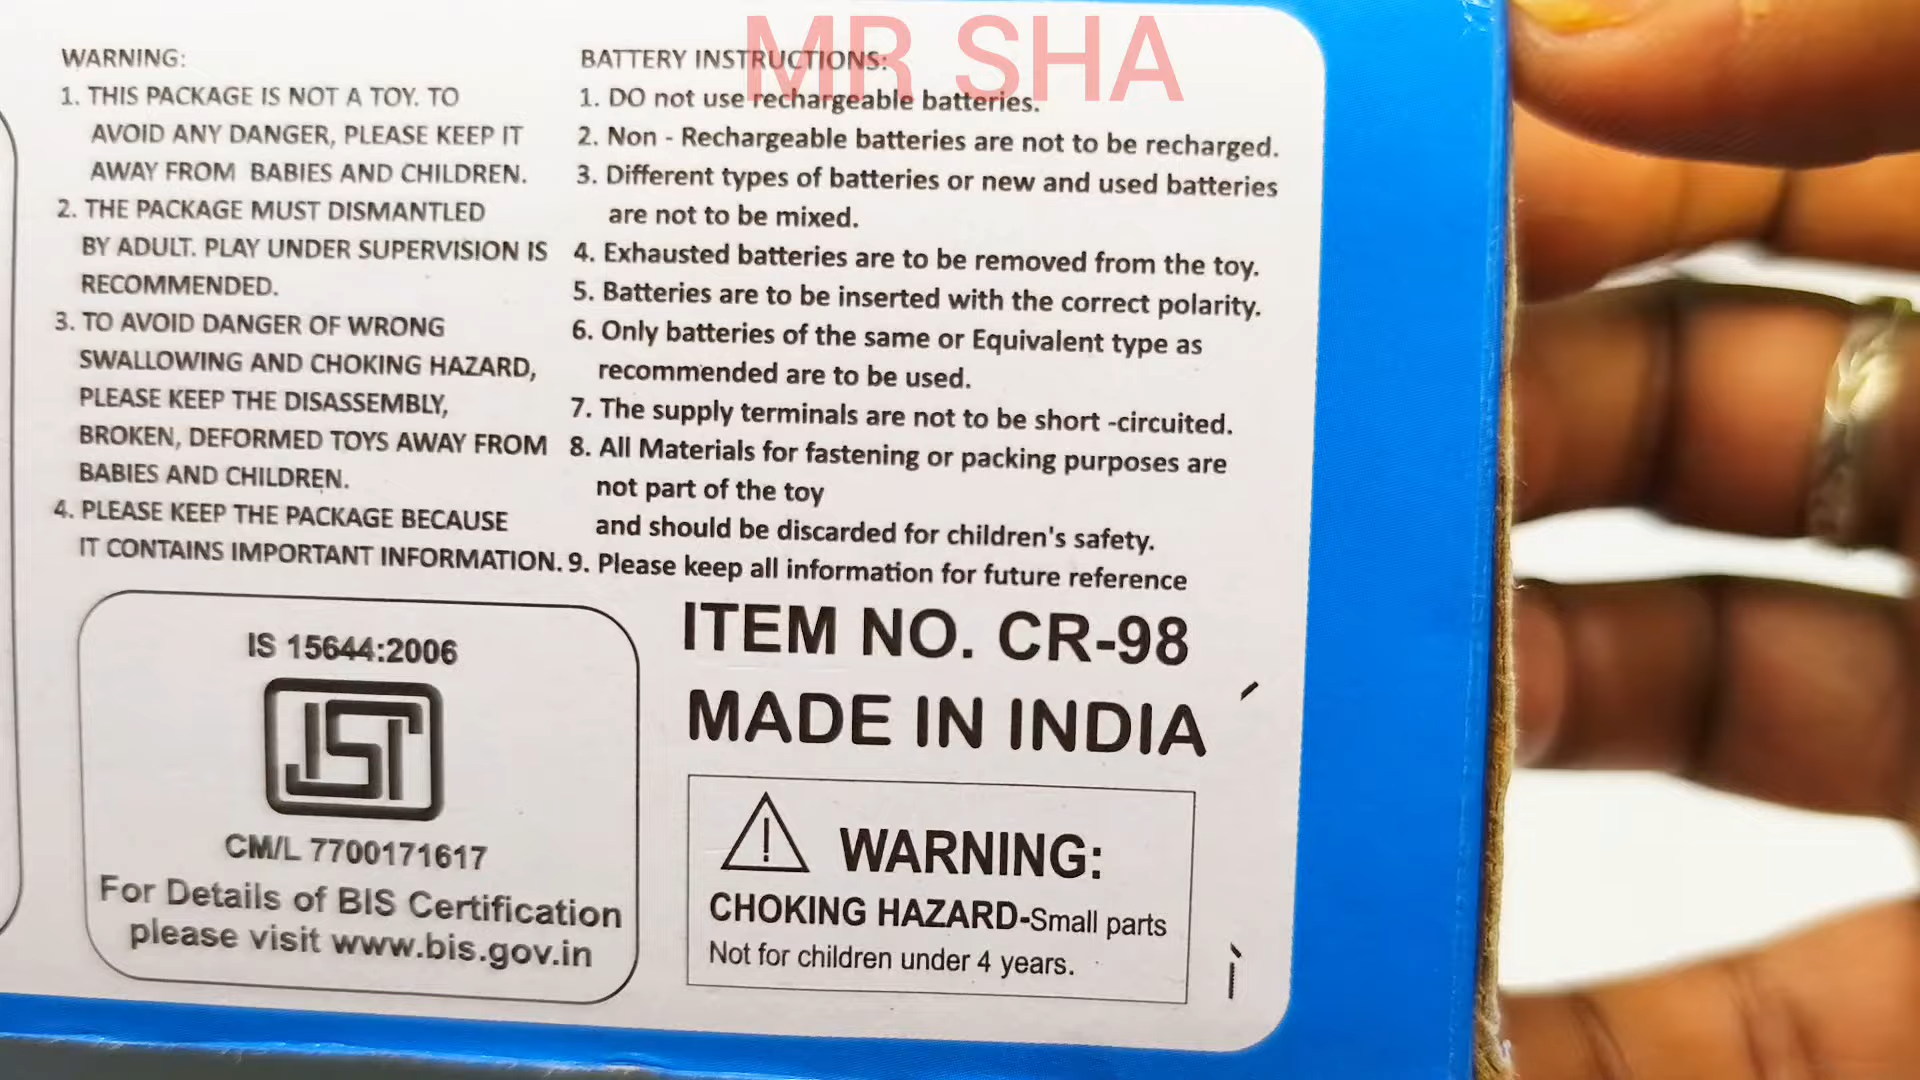 MR SHA
WARNING:
1. THIS PACKAGE IS NOT A TOY. TO
AVOID ANY DANGER, PLEASE KEEP IT
AWAY FROM BABIES AND CHILDREN.
2. THE PACKAGE MUST DISMANTLED
BY ADULT. PLAY UNDER SUPERVISION IS
RECOMMENDED.
3. TO AVOID DANGER OF WRONG
SWALLOWING AND CHOKING HAZARD,
PLEASE KEEP THE DISASSEMBLY,
BROKEN, DEFORMED TOYS AWAY FROM
BABIES AND CHILDREN.
4. PLEASE KEEP THE PACKAGE BECAUSE
IT CONTAINS IMPORTANT INFORMATION.
BATTERY INSTRUCTIONS:
1. DO not use rechargeable batteries.
2. Non - Rechargeable batteries are not to be recharged.
3. Different types of batteries or new and used batteries
are not to be mixed.
4. Exhausted batteries are to be removed from the toy.
5. Batteries are to be inserted with the correct polarity.
6. Only batteries of the same or Equivalent type as
recommended are to be used.
7. The supply terminals are not to be short -circuited.
8. All Materials for fastening or packing purposes are
not part of the toy
and should be discarded for children's safety.
9. Please keep all information for future reference
IS 15644:2006
ISI
CM/L 7700171617
For Details of BIS Certification
please visit www.bis.gov.in
ITEM NO. CR-98
MADE IN INDIA
WARNING:
CHOKING HAZARD-Small parts
Not for children under 4 years.